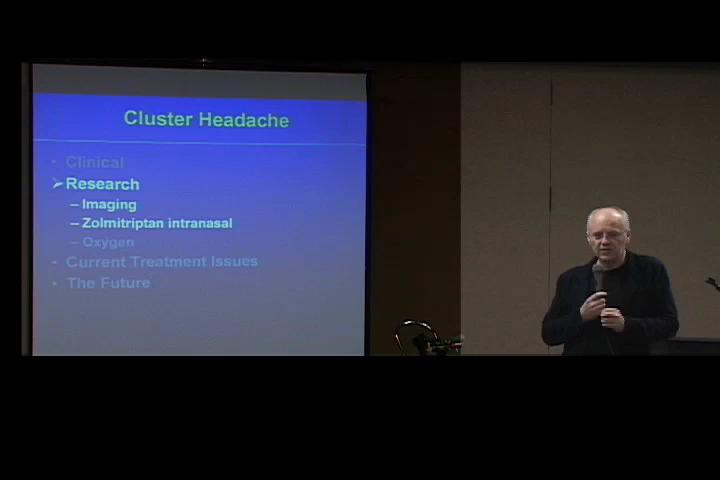 Cluster Headache
• Clinical
➢Research
– Imaging
– Zolmitriptan intranasal
– Oxygen
• Current Treatment Issues
• The Future